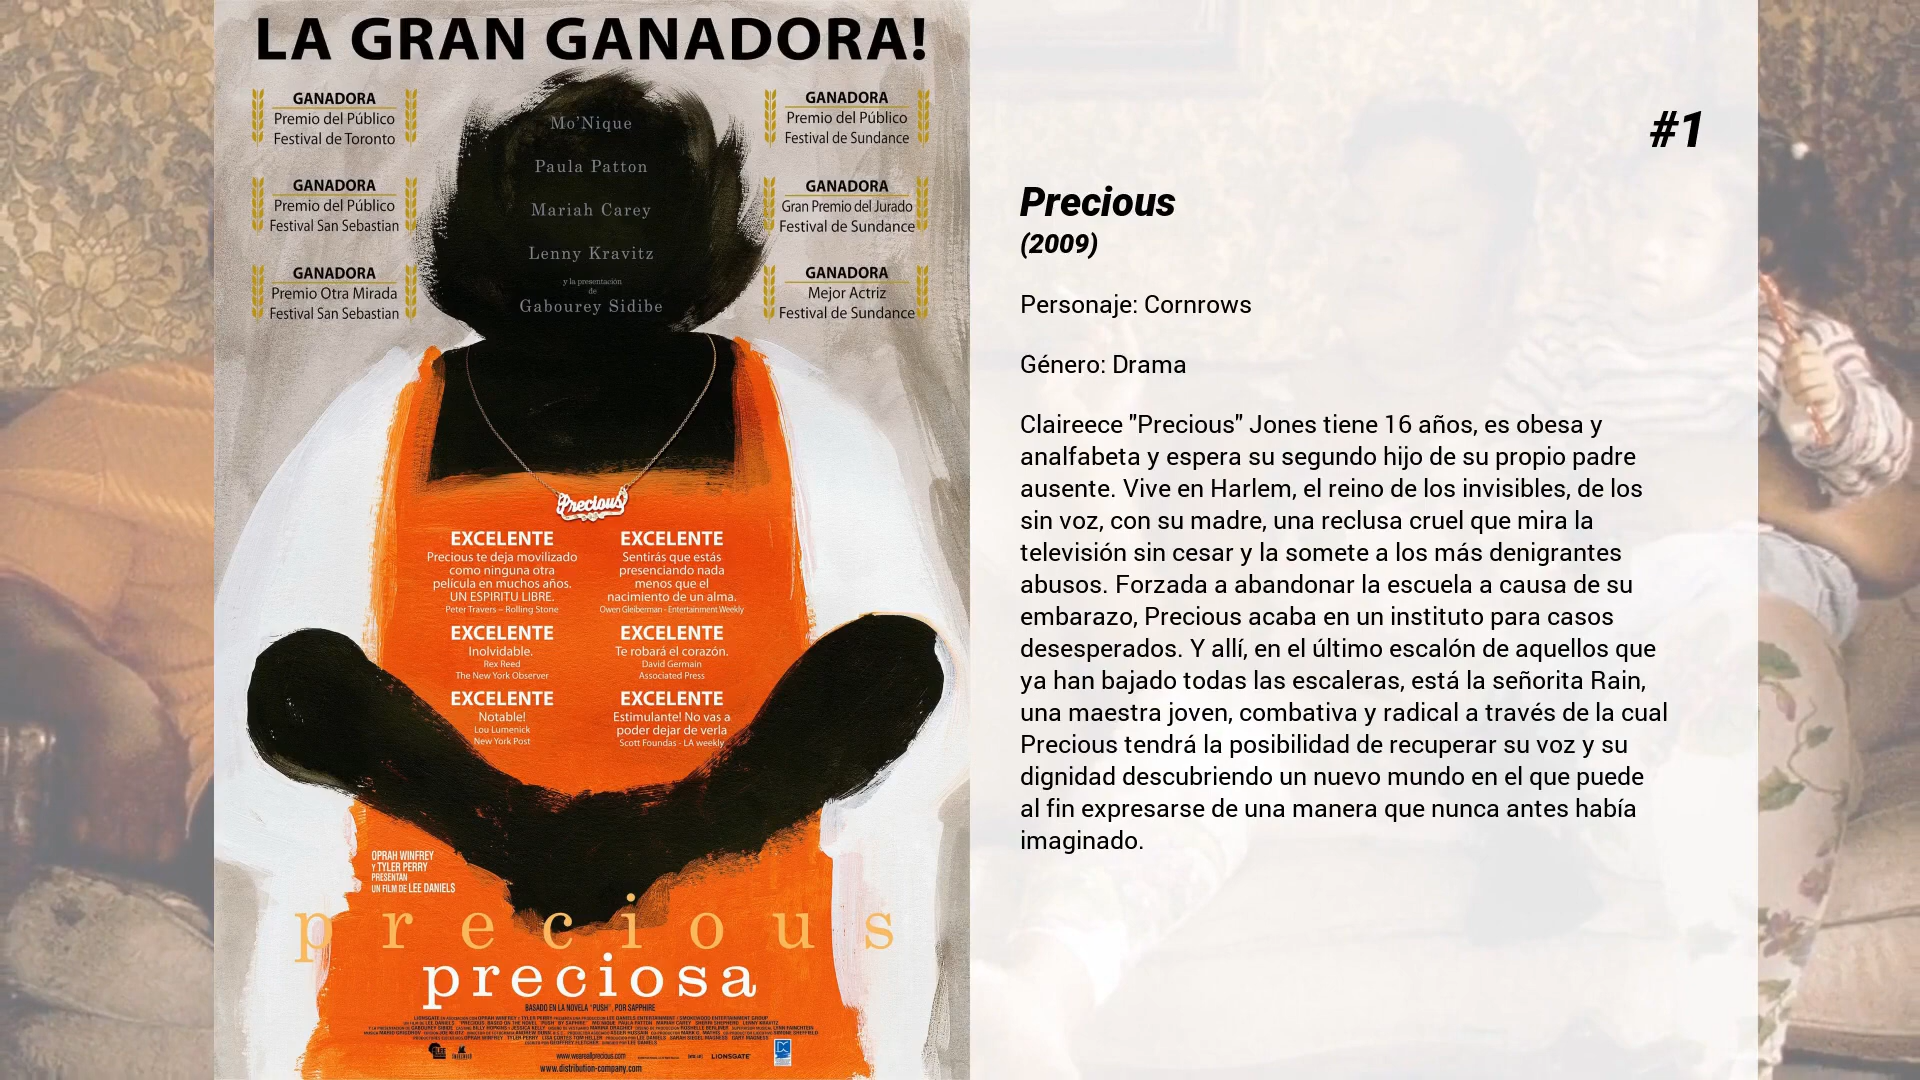 LA GRAN GANADORA!
GANADORA
Premio del Público
Festival de Toronto
GANADORA
Premio del Público
Festival San Sebastian
GANADORA
Premio Otra Mirada
Festival San Sebastian
Mo'Nique
Paula Patton
Mariah Carey
Lenny Kravitz
y la presentación
de
Gabourey Sidibe
GANADORA
Premio del Público
Festival de Sundance
GANADORA
Gran Premio del Jurado
Festival de Sundance
GANADORA
Mejor Actriz
Festival de Sundance
Precious
EXCELENTE
Precious te deja movilizado
como ninguna otra
película en muchos años.
UN ESPIRITU LIBRE.
Peter Travers – Rolling Stone
EXCELENTE
Inolvidable.
Rex Reed
The New York Observer
EXCELENTE
Notable!
Lou Lumenick
New York Post
EXCELENTE
Sentirás que estás
presenciando nada
menos que el
nacimiento de un alma.
Owen Gleiberman - Entertainment Weekly
EXCELENTE
Te robará el corazón.
David Germain
Associated Press
EXCELENTE
Estimulante! No vas a
poder dejar de verla
Scott Foundas - LA weekly
OPRAH WINFREY
Y TYLER PERRY
PRESENTAN
UN FILM DE LEE DANIELS
precious
preciosa
BASADO EN LA NOVELA "PUSH", POR SAPPHIRE
www.weareallprecious.com
LIONSGATE
www.distribution-company.com
#1
Precious
(2009)
Personaje: Cornrows
Género: Drama
Claireece "Precious" Jones tiene 16 años, es obesa y
analfabeta y espera su segundo hijo de su propio padre
ausente. Vive en Harlem, el reino de los invisibles, de los
sin voz, con su madre, una reclusa cruel que mira la
televisión sin cesar y la somete a los más denigrantes
abusos. Forzada a abandonar la escuela a causa de su
embarazo, Precious acaba en un instituto para casos
desesperados. Y allí, en el último escalón de aquellos que
ya han bajado todas las escaleras, está la señorita Rain,
una maestra joven, combativa y radical a través de la cual
Precious tendrá la posibilidad de recuperar su voz y su
dignidad descubriendo un nuevo mundo en el que puede
al fin expresarse de una manera que nunca antes había
imaginado.